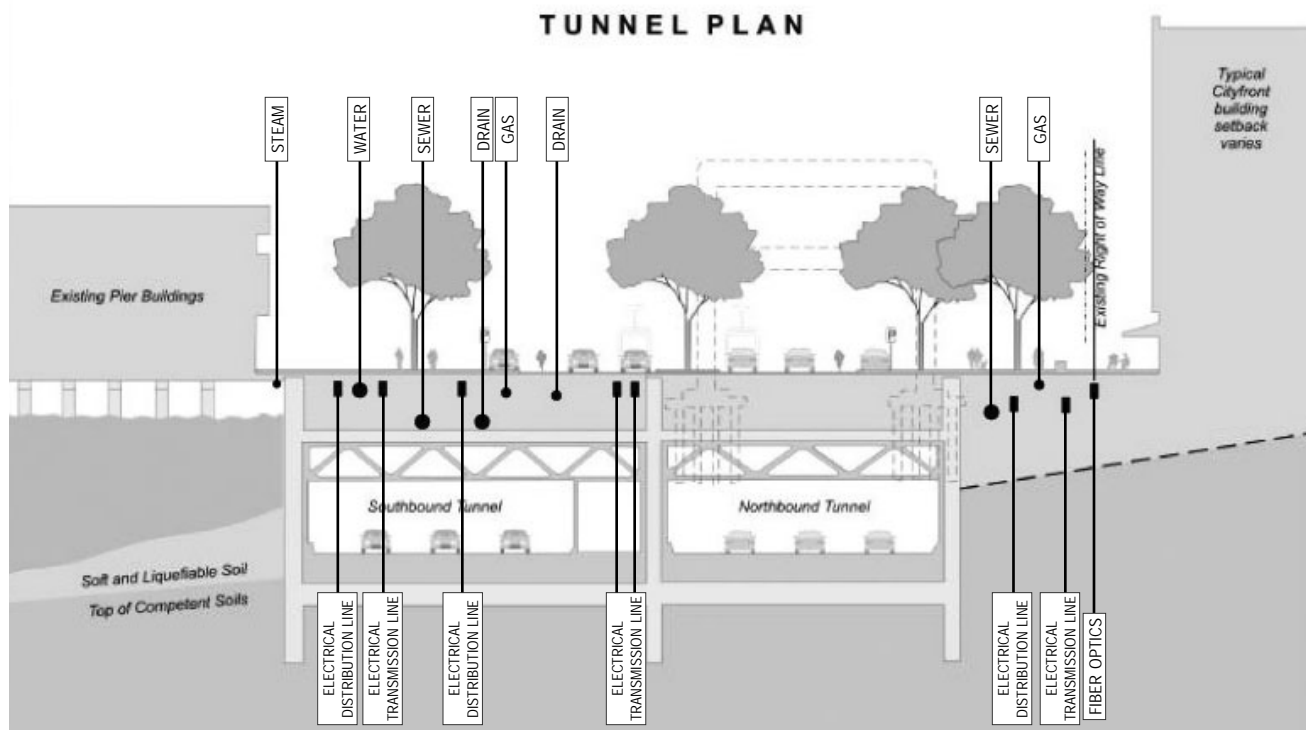 TUNNEL PLAN
Typical
Cityfront
building
setback
varies
STEAM
WATER
SEWER
DRAIN
GAS
DRAIN
SEWER
GAS
Existing Right of Way Line
Existing Pier Buildings
P
P
Southbound Tunnel
Northbound Tunnel
Soft and Liquefiable Soil
Top of Competent Soils
ELECTRICAL
DISTRIBUTION LINE
ELECTRICAL
TRANSMISSION LINE
ELECTRICAL
DISTRIBUTION LINE
ELECTRICAL
TRANSMISSION LINE
ELECTRICAL
DISTRIBUTION LINE
ELECTRICAL
TRANSMISSION LINE
FIBER OPTICS